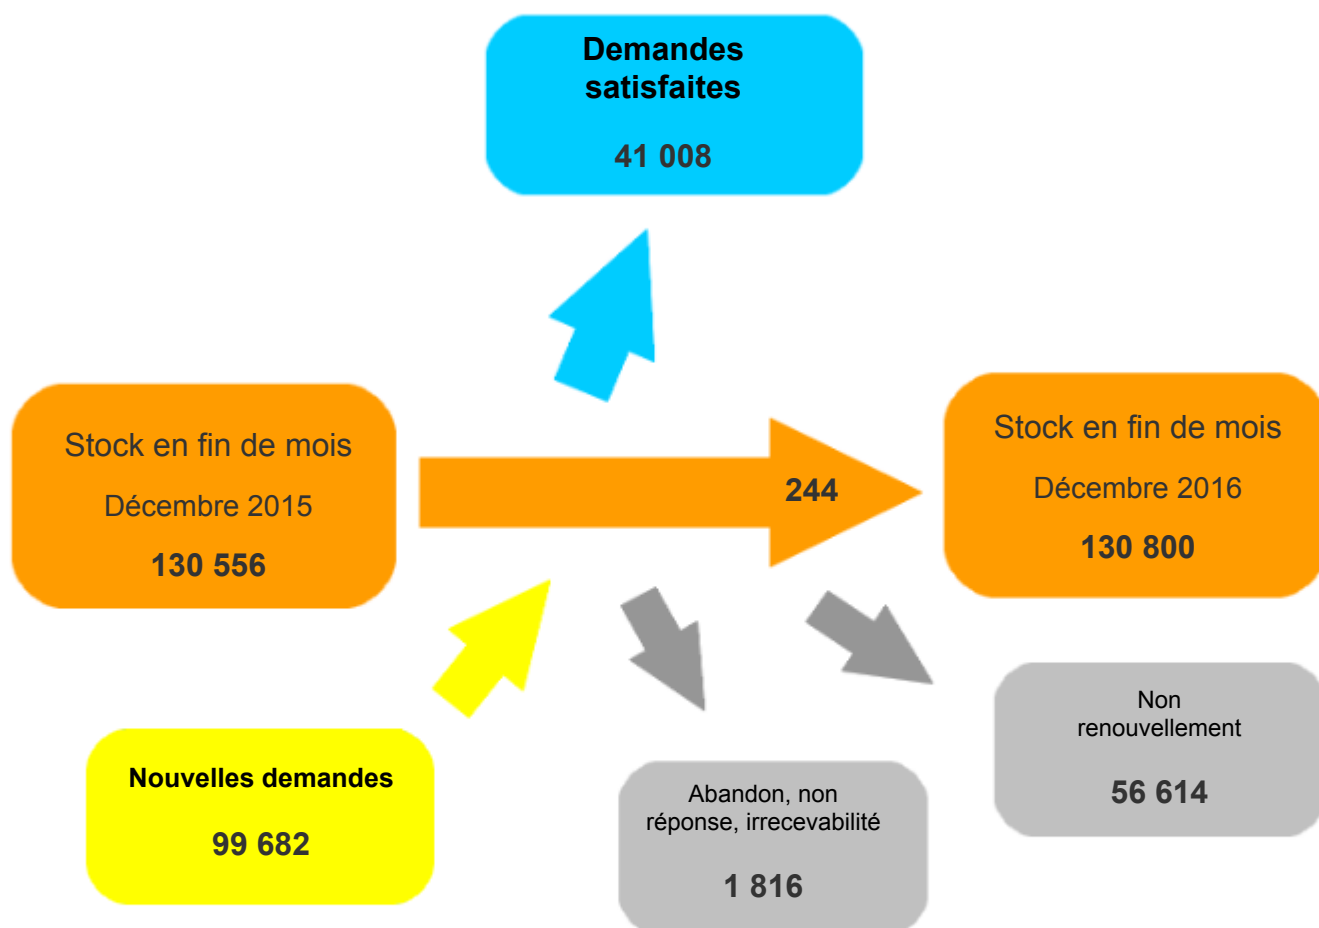 Demandes
satisfaites
41 008
Stock en fin de mois
Décembre 2015
130 556
244
Stock en fin de mois
Décembre 2016
130 800
Nouvelles demandes
99 682
Abandon, non
réponse, irrecevabilité
1 816
Non
renouvellement
56 614